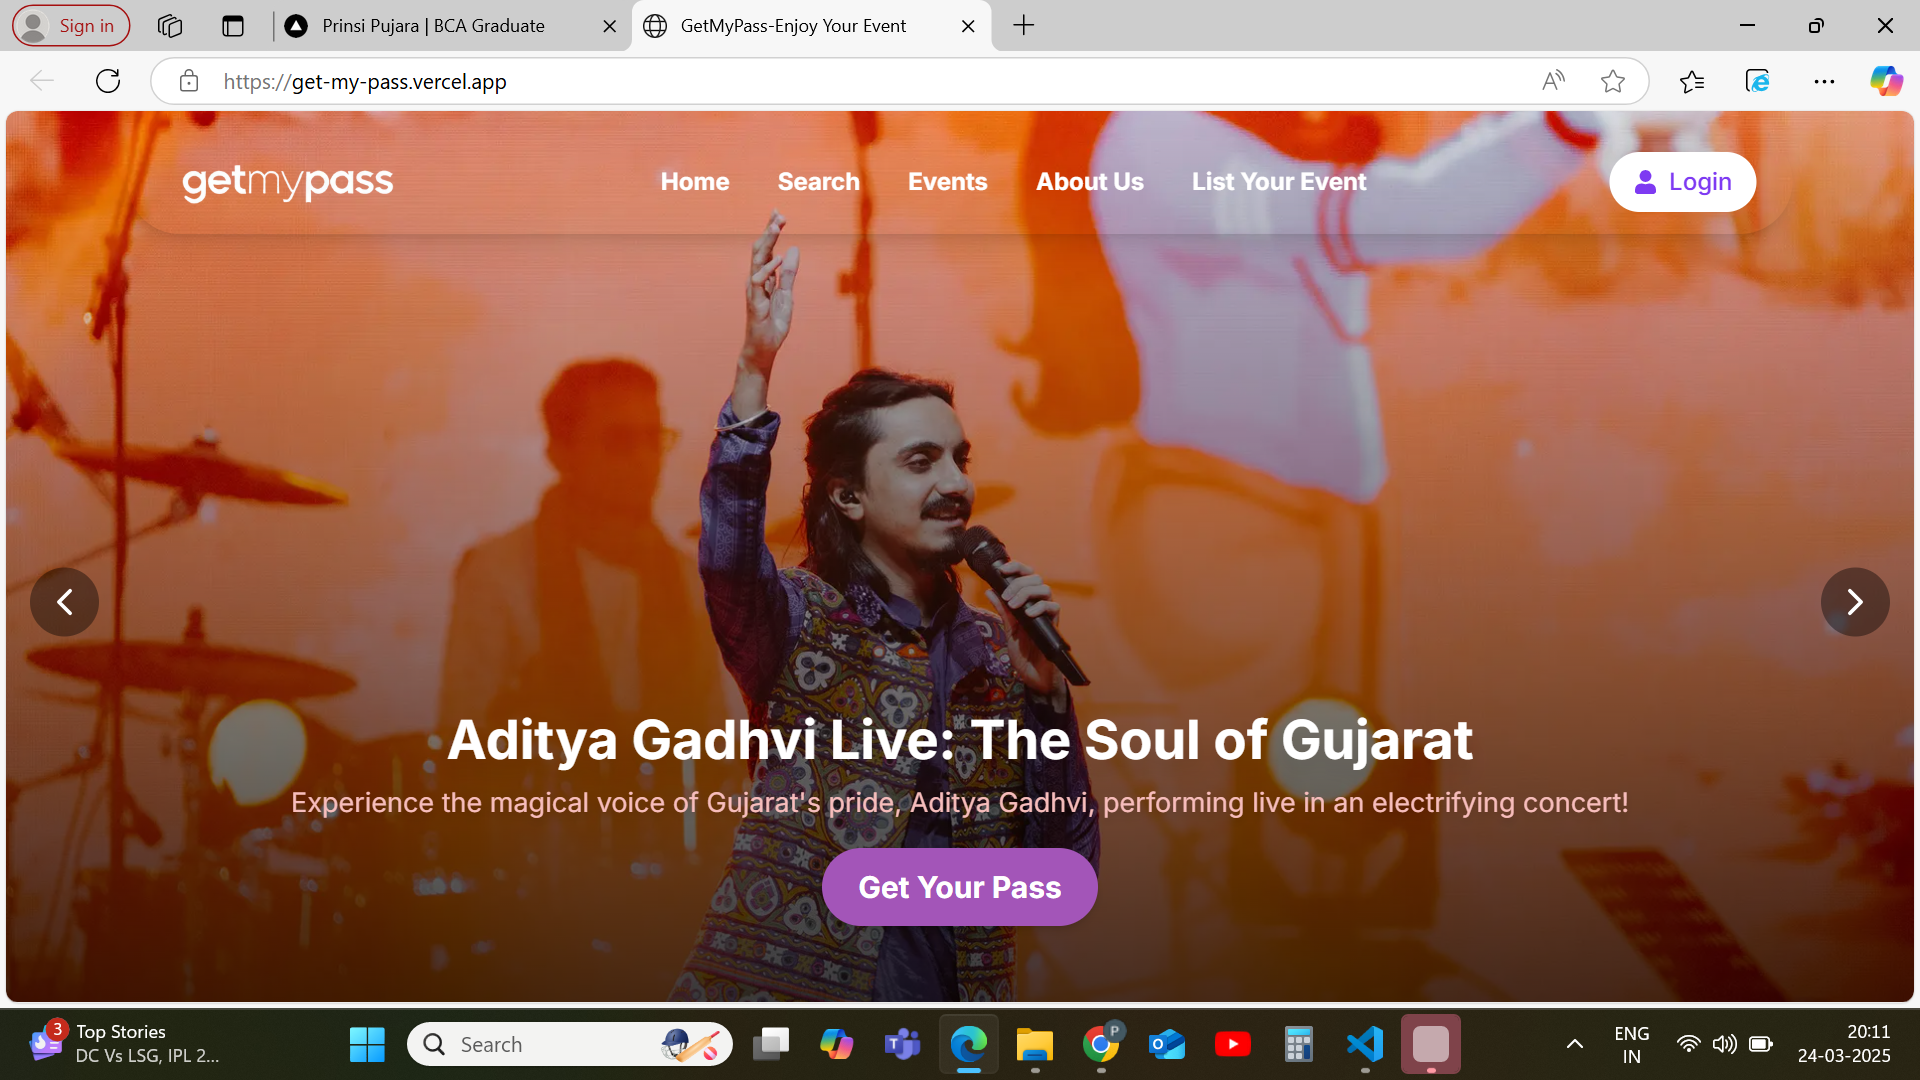 Sign in
Prinsi Pujara | BCA Graduate
GetMyPass-Enjoy Your Event
https://get-my-pass.vercel.app
getmypass
Home
Search
Events
About Us
List Your Event
Login
Aditya Gadhvi Live: The Soul of Gujarat
Experience the magical voice of Gujarat's pride, Aditya Gadhvi, performing live in an electrifying concert!
Get Your Pass
3
Top Stories
DC Vs LSG, IPL 2...
Search
P
ENG
IN
20:11
24-03-2025